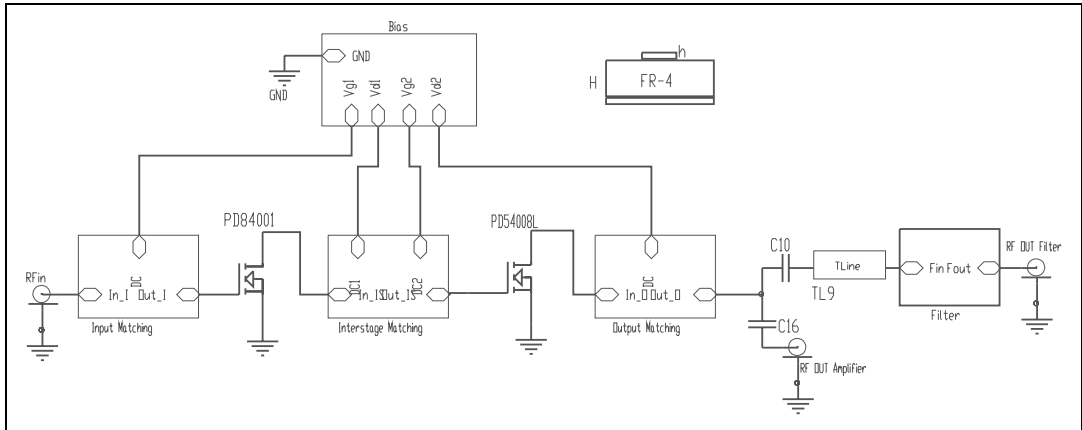 Bias
GND
GND
Vg1
Vd1
Vg2
Vd2
h
H
FR-4
PD84001
PD54008L
RFin
In_I
Out_I
DC
Input Matching
DC1
In_IS
Out_IS
DC2
Interstage Matching
DC
In_O
Out_O
Output Matching
C10
TLine
TL9
Fin
Fout
Filter
RF OUT Filter
C16
RF OUT Amplifier